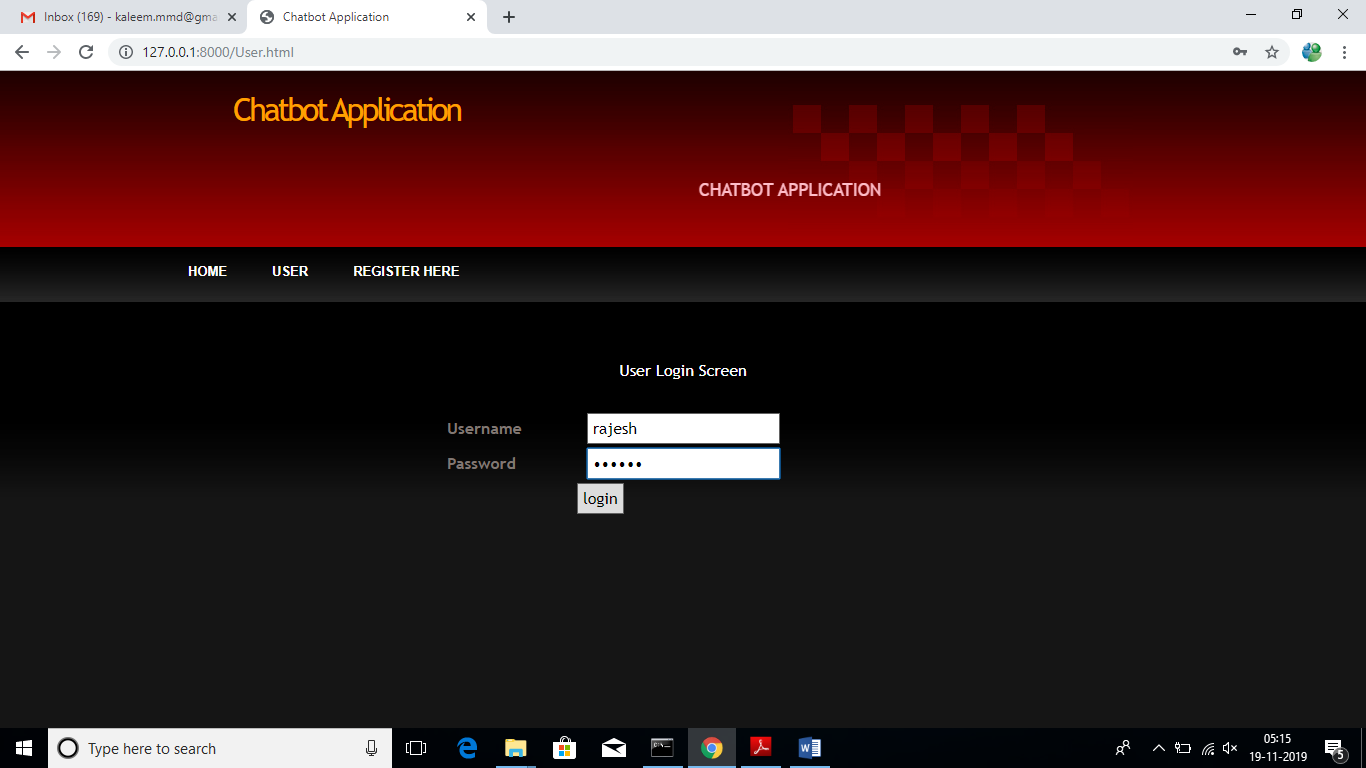 Inbox (169) - kaleem.mmd@gma
Chatbot Application
127.0.0.1:8000/User.html
Chatbot Application
CHATBOT APPLICATION
HOME USER REGISTER HERE
User Login Screen
Username rajesh
Password ••••••
login
Type here to search
05:15
19-11-2019
5